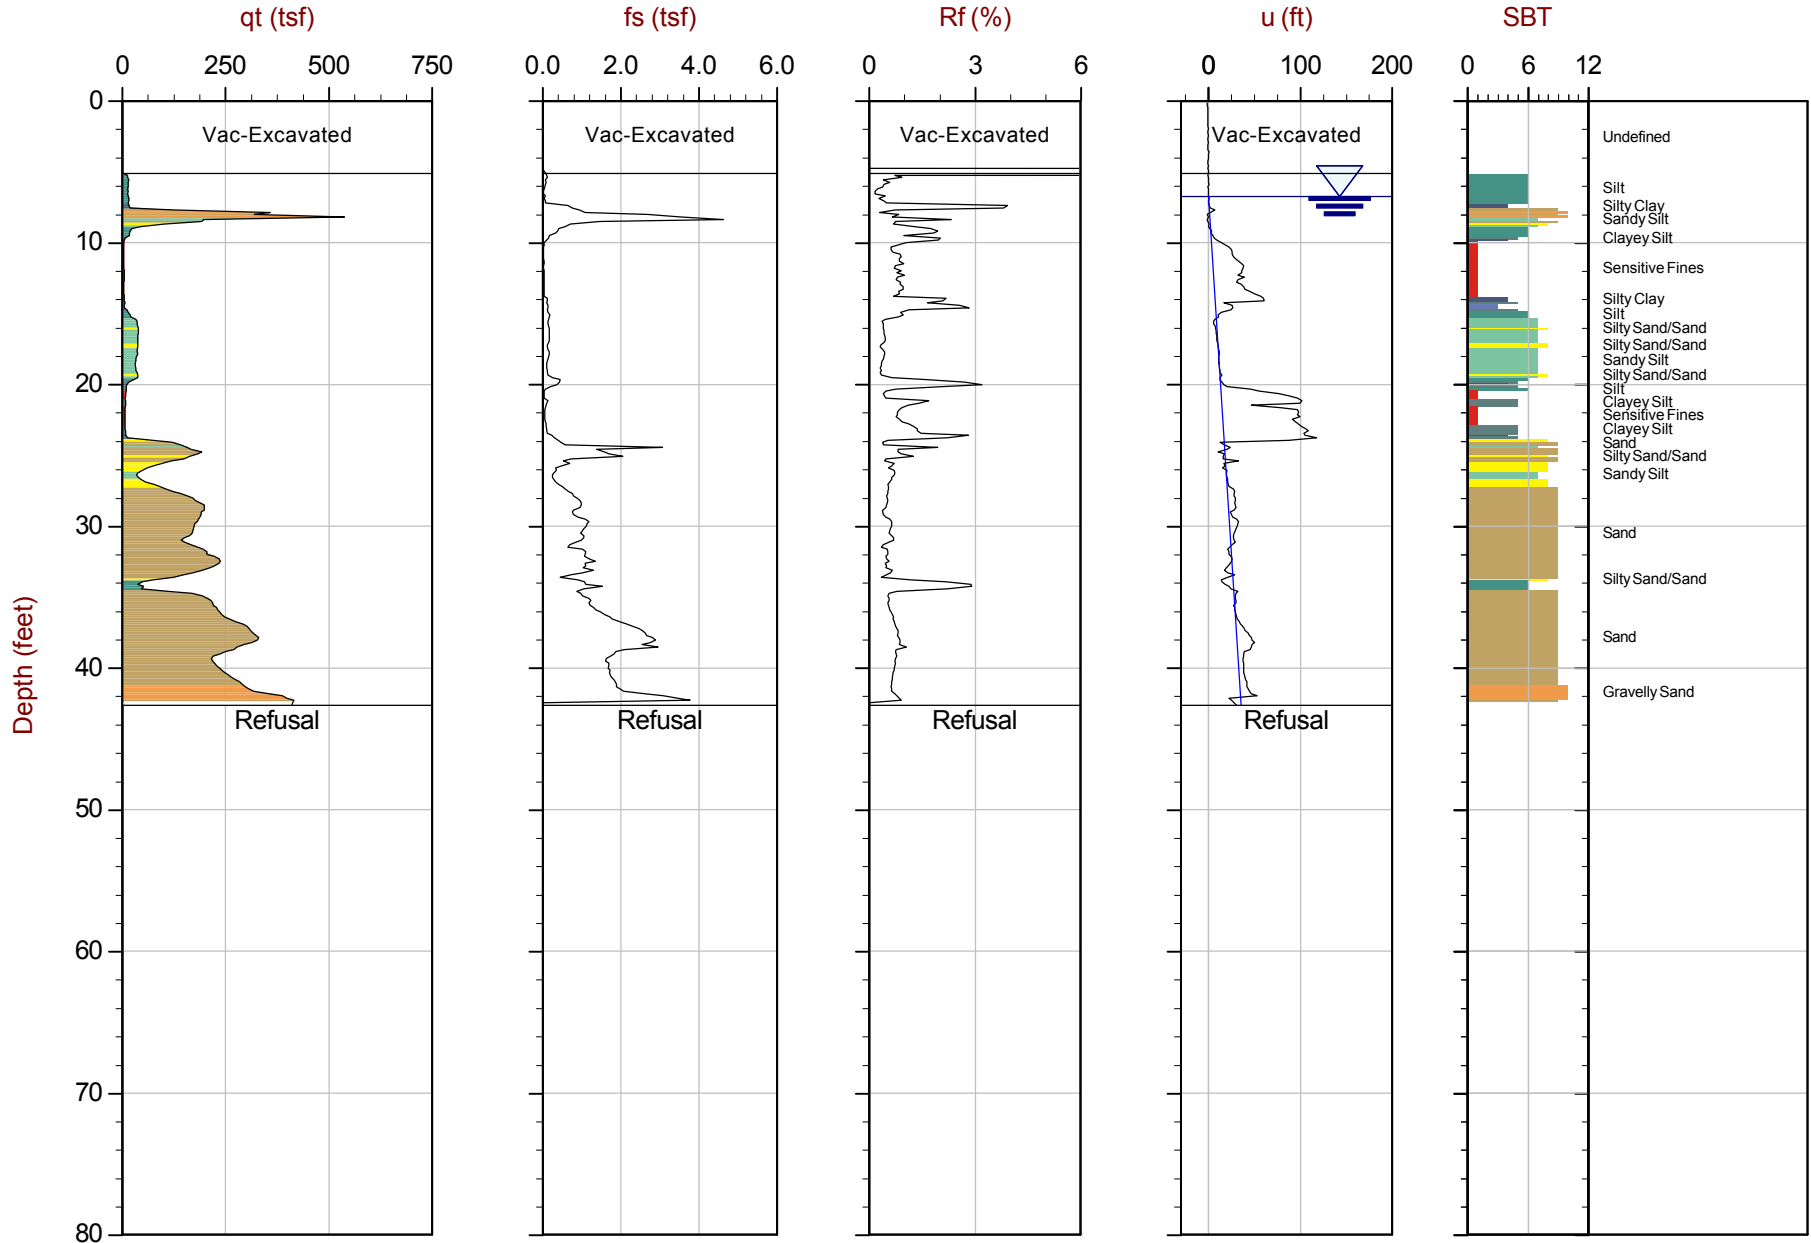 qt (tsf) fs (tsf) Rf (%) u (ft) SBT
0 250 500 750 0.0 2.0 4.0 6.0 0 3 6 0 100 200 0 6 12
0
Vac-Excavated Vac-Excavated Vac-Excavated Vac-Excavated Undefined
Silt
Silty Clay
Sandy Silt
10 Clayey Silt
Sensitive Fines
Silty Clay
Silt
Silty Sand/Sand
Silty Sand/Sand
Sandy Silt
Silty Sand/Sand
20 Silt
Clayey Silt
Sensitive Fines
Clayey Silt
Sand
Silty Sand/Sand
Sandy Silt
30 Sand
Silty Sand/Sand
Sand
40
Gravelly Sand
Refusal Refusal Refusal Refusal
Depth (feet)
50
60
70
80